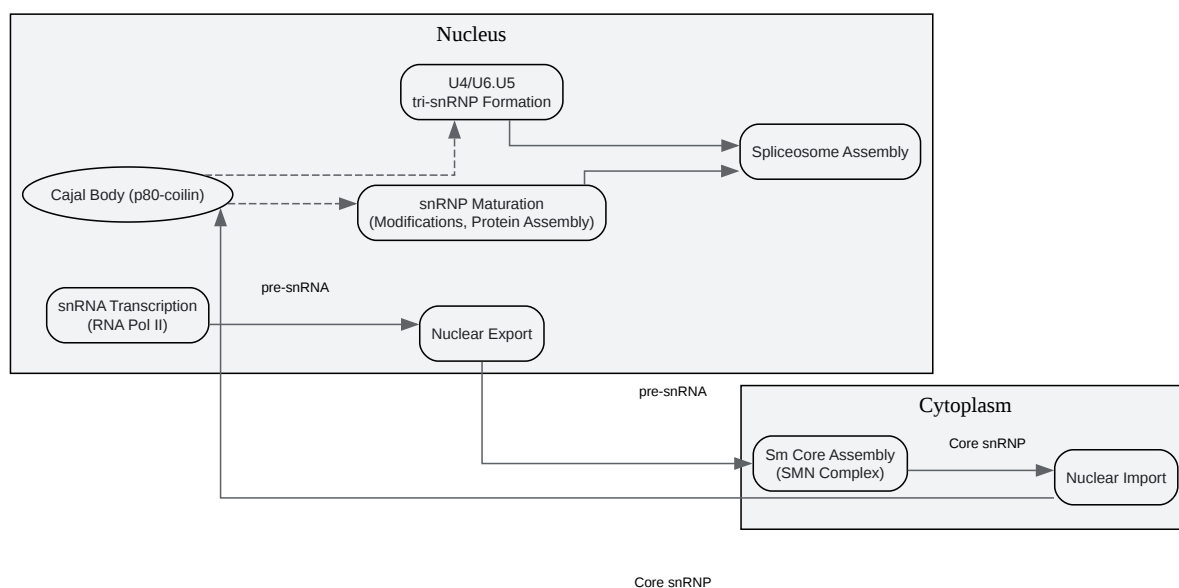 Nucleus
U4/U6.U5
tri-snRNP Formation
Spliceosome Assembly
Cajal Body (p80-coilin)
snRNP Maturation
(Modifications, Protein Assembly)
pre-snRNA
snRNA Transcription
(RNA Pol II)
Nuclear Export
pre-snRNA
Cytoplasm
Core snRNP
Sm Core Assembly
(SMN Complex)
Nuclear Import
Core snRNP